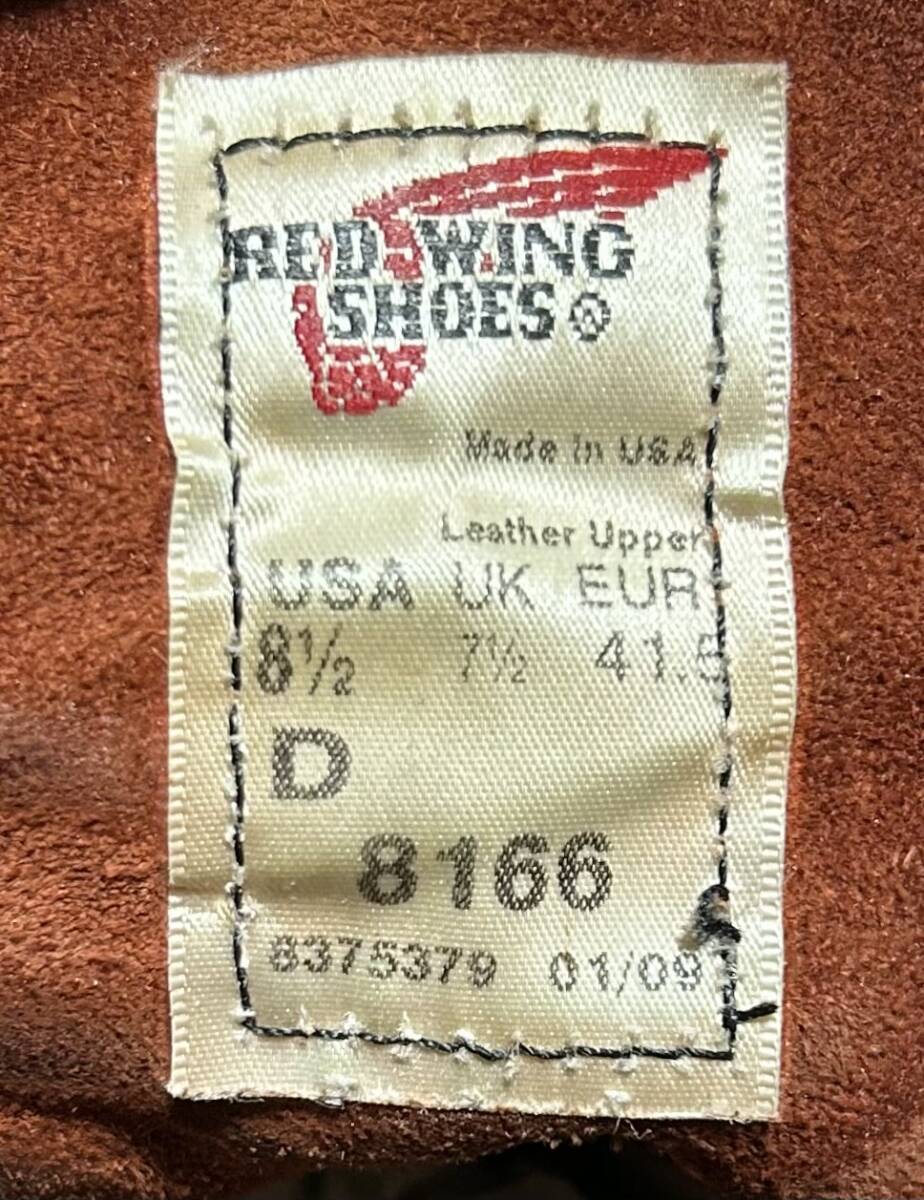 RED WING
SHOES®
Made in USA
Leather Upper
USA UK EUR
8½ 7½ 41.5
D
8166
8375379 01/09